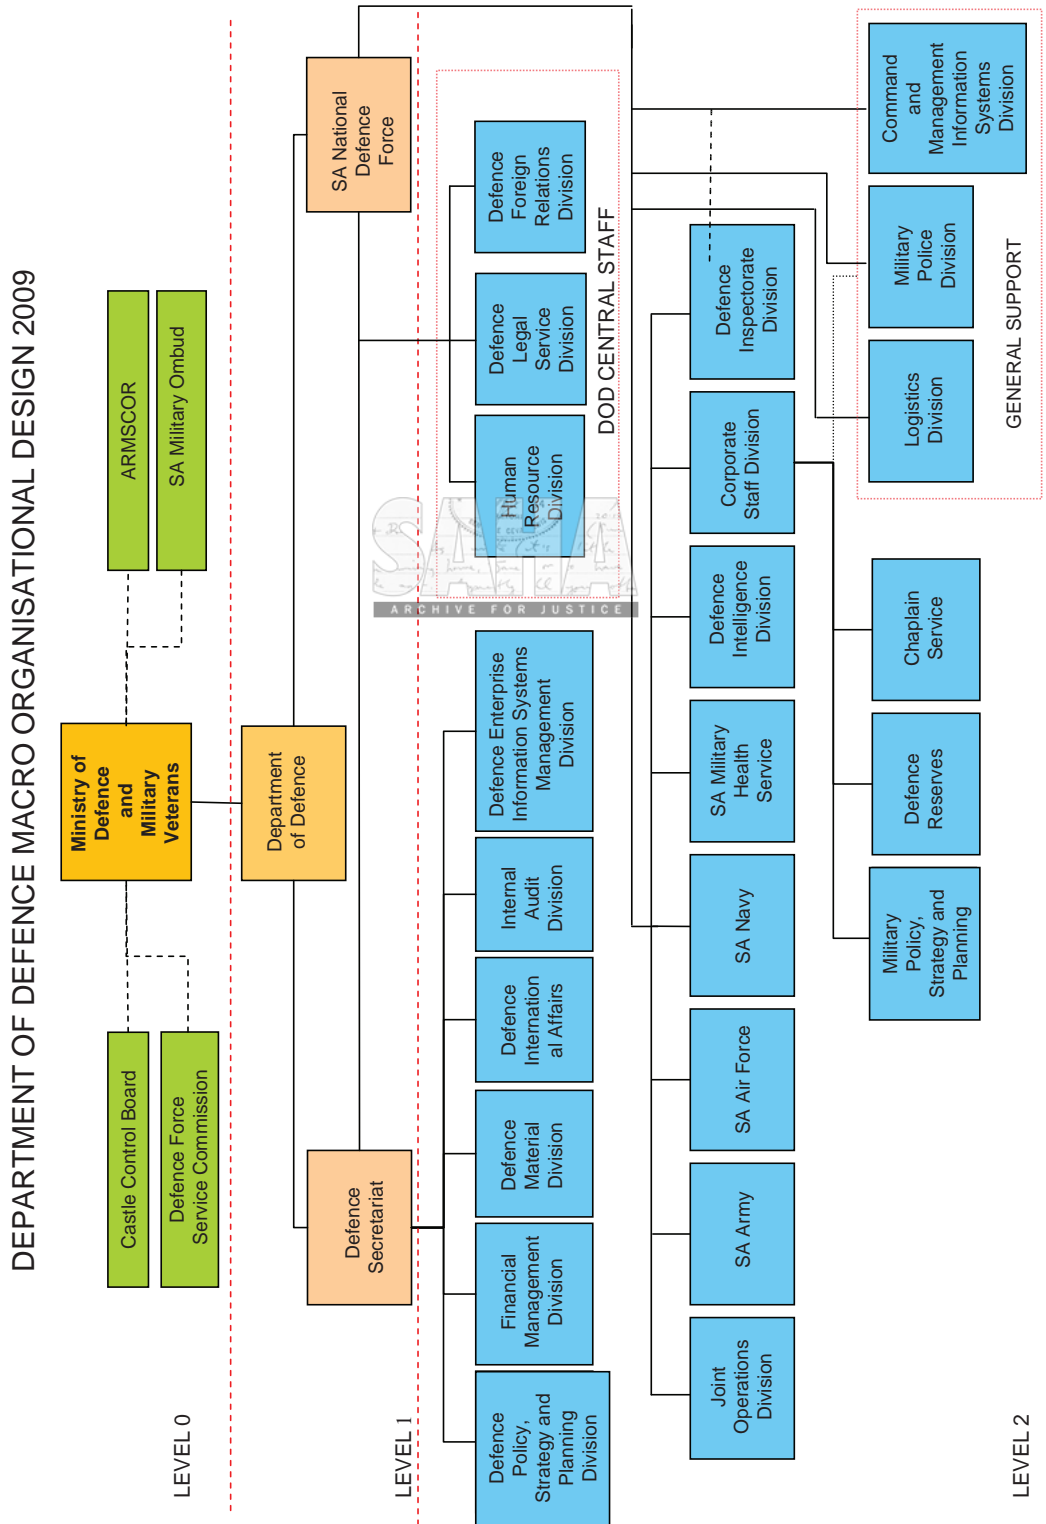 DEPARTMENT OF DEFENCE MACRO ORGANISATIONAL DESIGN 2009
Castle Control Board
Defence Force
Service Commission
Ministry of
Defence
and
Military
Veterans
ARMSCOR
SA Military Ombud
LEVEL 0
Department
of Defence
Defence
Secretariat
SA National
Defence
Force
LEVEL 1
Defence
Policy,
Strategy and
Planning
Division
Financial
Management
Division
Defence
Material
Division
Defence
Internation
al Affairs
Internal
Audit
Division
Defence Enterprise
Information Systems
Management
Division
Human
Resource
Division
Defence
Legal
Service
Division
Defence
Foreign
Relations
Division
DOD CENTRAL STAFF
SAHA
ARCHIVE FOR JUSTICE
Joint
Operations
Division
SA Army
SA Air Force
SA Navy
SA Military
Health
Service
Defence
Intelligence
Division
Corporate
Staff Division
Defence
Inspectorate
Division
Military
Policy,
Strategy and
Planning
Defence
Reserves
Chaplain
Service
Logistics
Division
Military
Police
Division
Command
and
Management
Information
Systems
Division
GENERAL SUPPORT
LEVEL 2